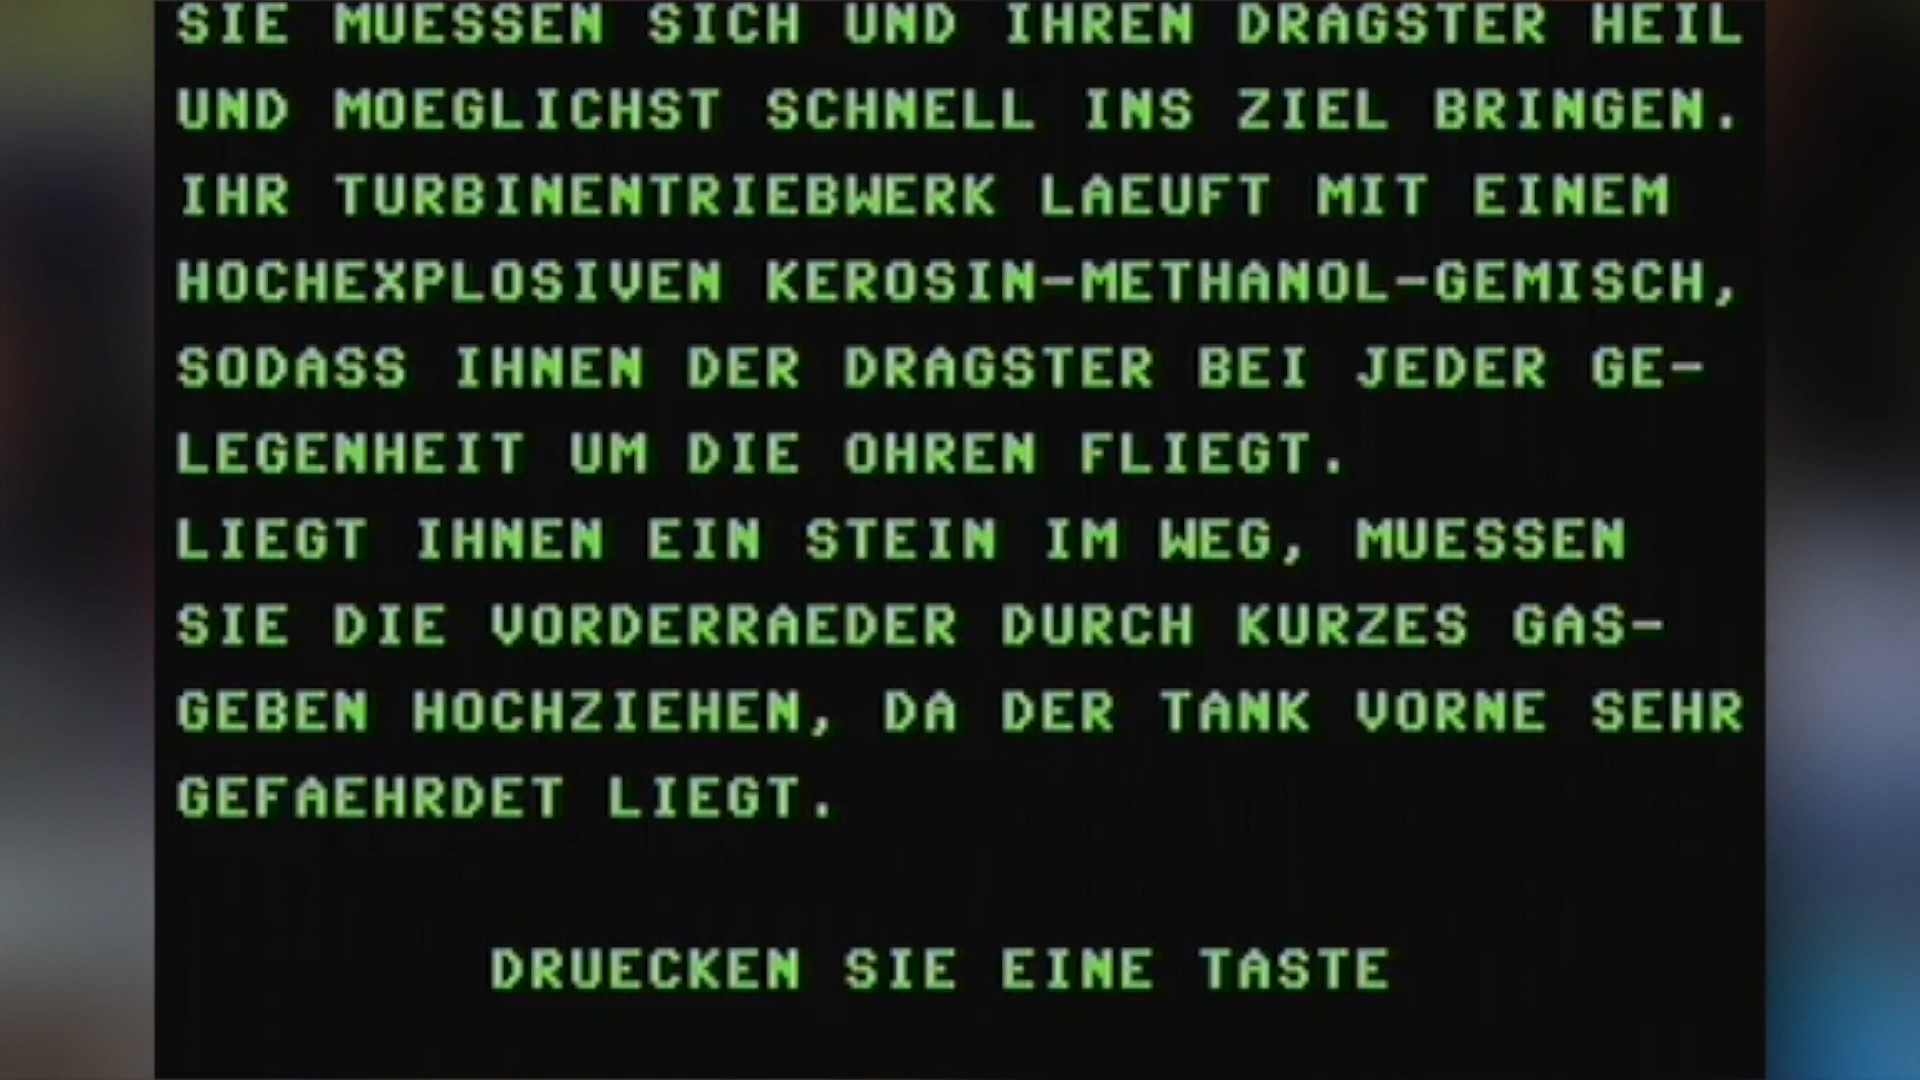 SIE MUESSEN SICH UND IHREN DRAGSTER HEIL
UND MOEGLICHST SCHNELL INS ZIEL BRINGEN.
IHR TURBINENTRIEBWERK LAEUFT MIT EINEM
HOCHEXPLOSIVEN KEROSIN-METHANOL-GEMISCH,
SODASS IHNEN DER DRAGSTER BEI JEDER GE-
LEGENHEIT UM DIE OHREN FLIEGT.
LIEGT IHNEN EIN STEIN IM WEG, MUESSEN
SIE DIE VORDERRAEDER DURCH KURZES GAS-
GEBEN HOCHZIEHEN, DA DER TANK VORNE SEHR
GEFAEHRDET LIEGT.
DRUECKEN SIE EINE TASTE